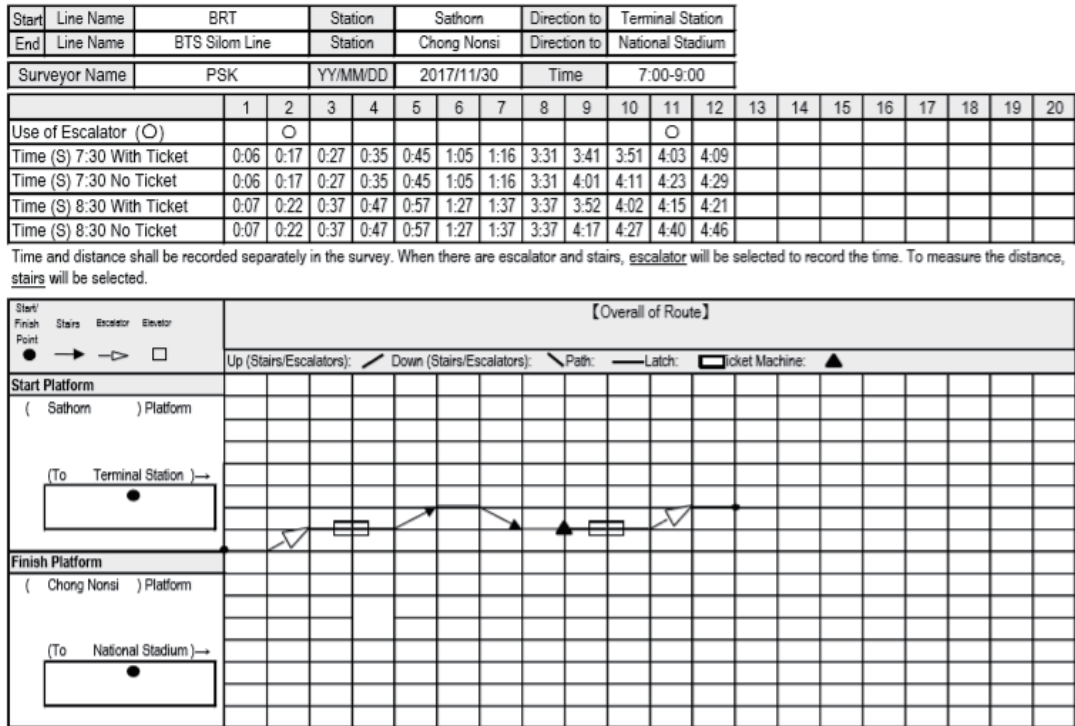 Start Line Name BRT Station Sathorn Direction to Terminal Station
End Line Name BTS Silom Line Station Chong Nonsi Direction to National Stadium
Surveyor Name PSK YY/MM/DD 2017/11/30 Time 7:00-9:00
1 2 3 4 5 6 7 8 9 10 11 12 13 14 15 16 17 18 19 20
Use of Escalator (○) ○ ○
Time (S) 7:30 With Ticket 0:06 0:17 0:27 0:35 0:45 1:05 1:16 3:31 3:41 3:51 4:03 4:09
Time (S) 7:30 No Ticket 0:06 0:17 0:27 0:35 0:45 1:05 1:16 3:31 4:01 4:11 4:23 4:29
Time (S) 8:30 With Ticket 0:07 0:22 0:37 0:47 0:57 1:27 1:37 3:37 3:52 4:02 4:15 4:21
Time (S) 8:30 No Ticket 0:07 0:22 0:37 0:47 0:57 1:27 1:37 3:37 4:17 4:27 4:40 4:46
Time and distance shall be recorded separately in the survey. When there are escalator and stairs, escalator will be selected to record the time. To measure the distance,
stairs will be selected.
Start/
Finish Stairs Escalator Elevator
Point
【Overall of Route】
Up (Stairs/Escalators): Down (Stairs/Escalators): Path: Latch: icket Machine:
Start Platform
( Sathorn ) Platform
(To Terminal Station )→
Finish Platform
( Chong Nonsi ) Platform
(To National Stadium )→